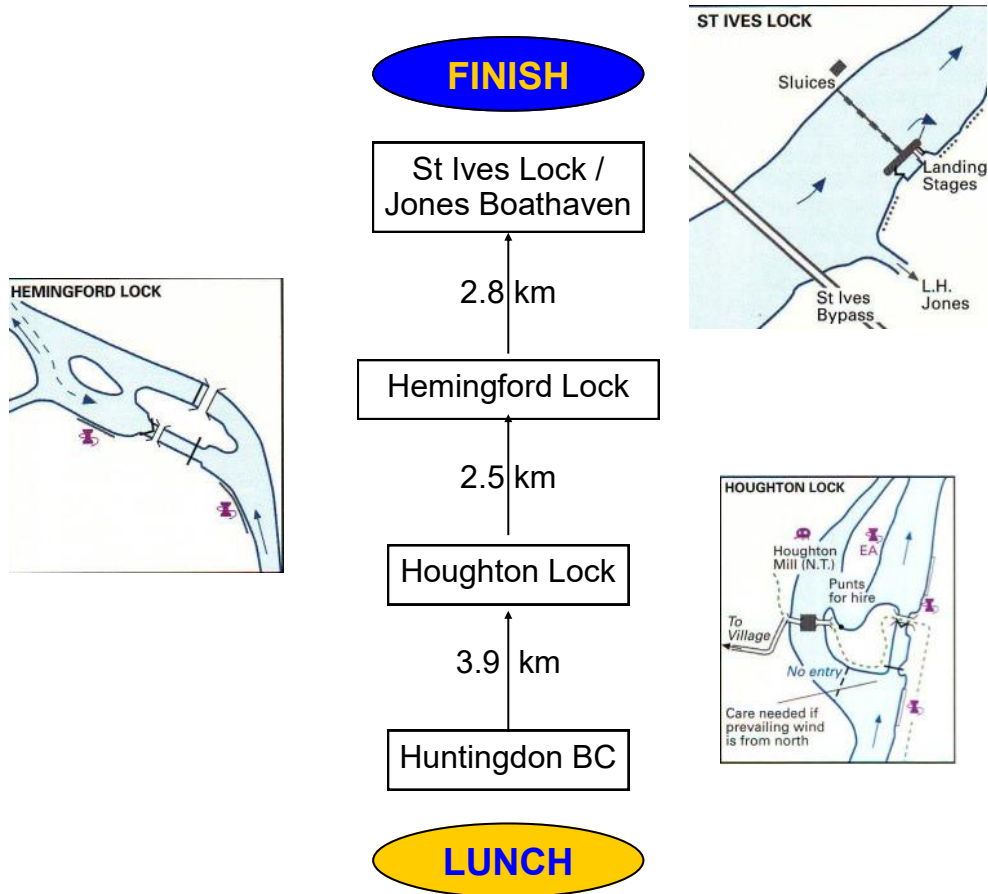 FINISH
St Ives Lock /
Jones Boathaven
2.8 km
Hemingford Lock
2.5 km
Houghton Lock
3.9 km
Huntingdon BC
LUNCH
HEMINGFORD LOCK
ST IVES LOCK
Sluices
Landing
Stages
L.H.
Jones
St Ives
Bypass
HOUGHTON LOCK
Houghton
Mill (N.T.)
EA
Punts
for hire
To
Village
No entry
Care needed if
prevailing wind
is from north